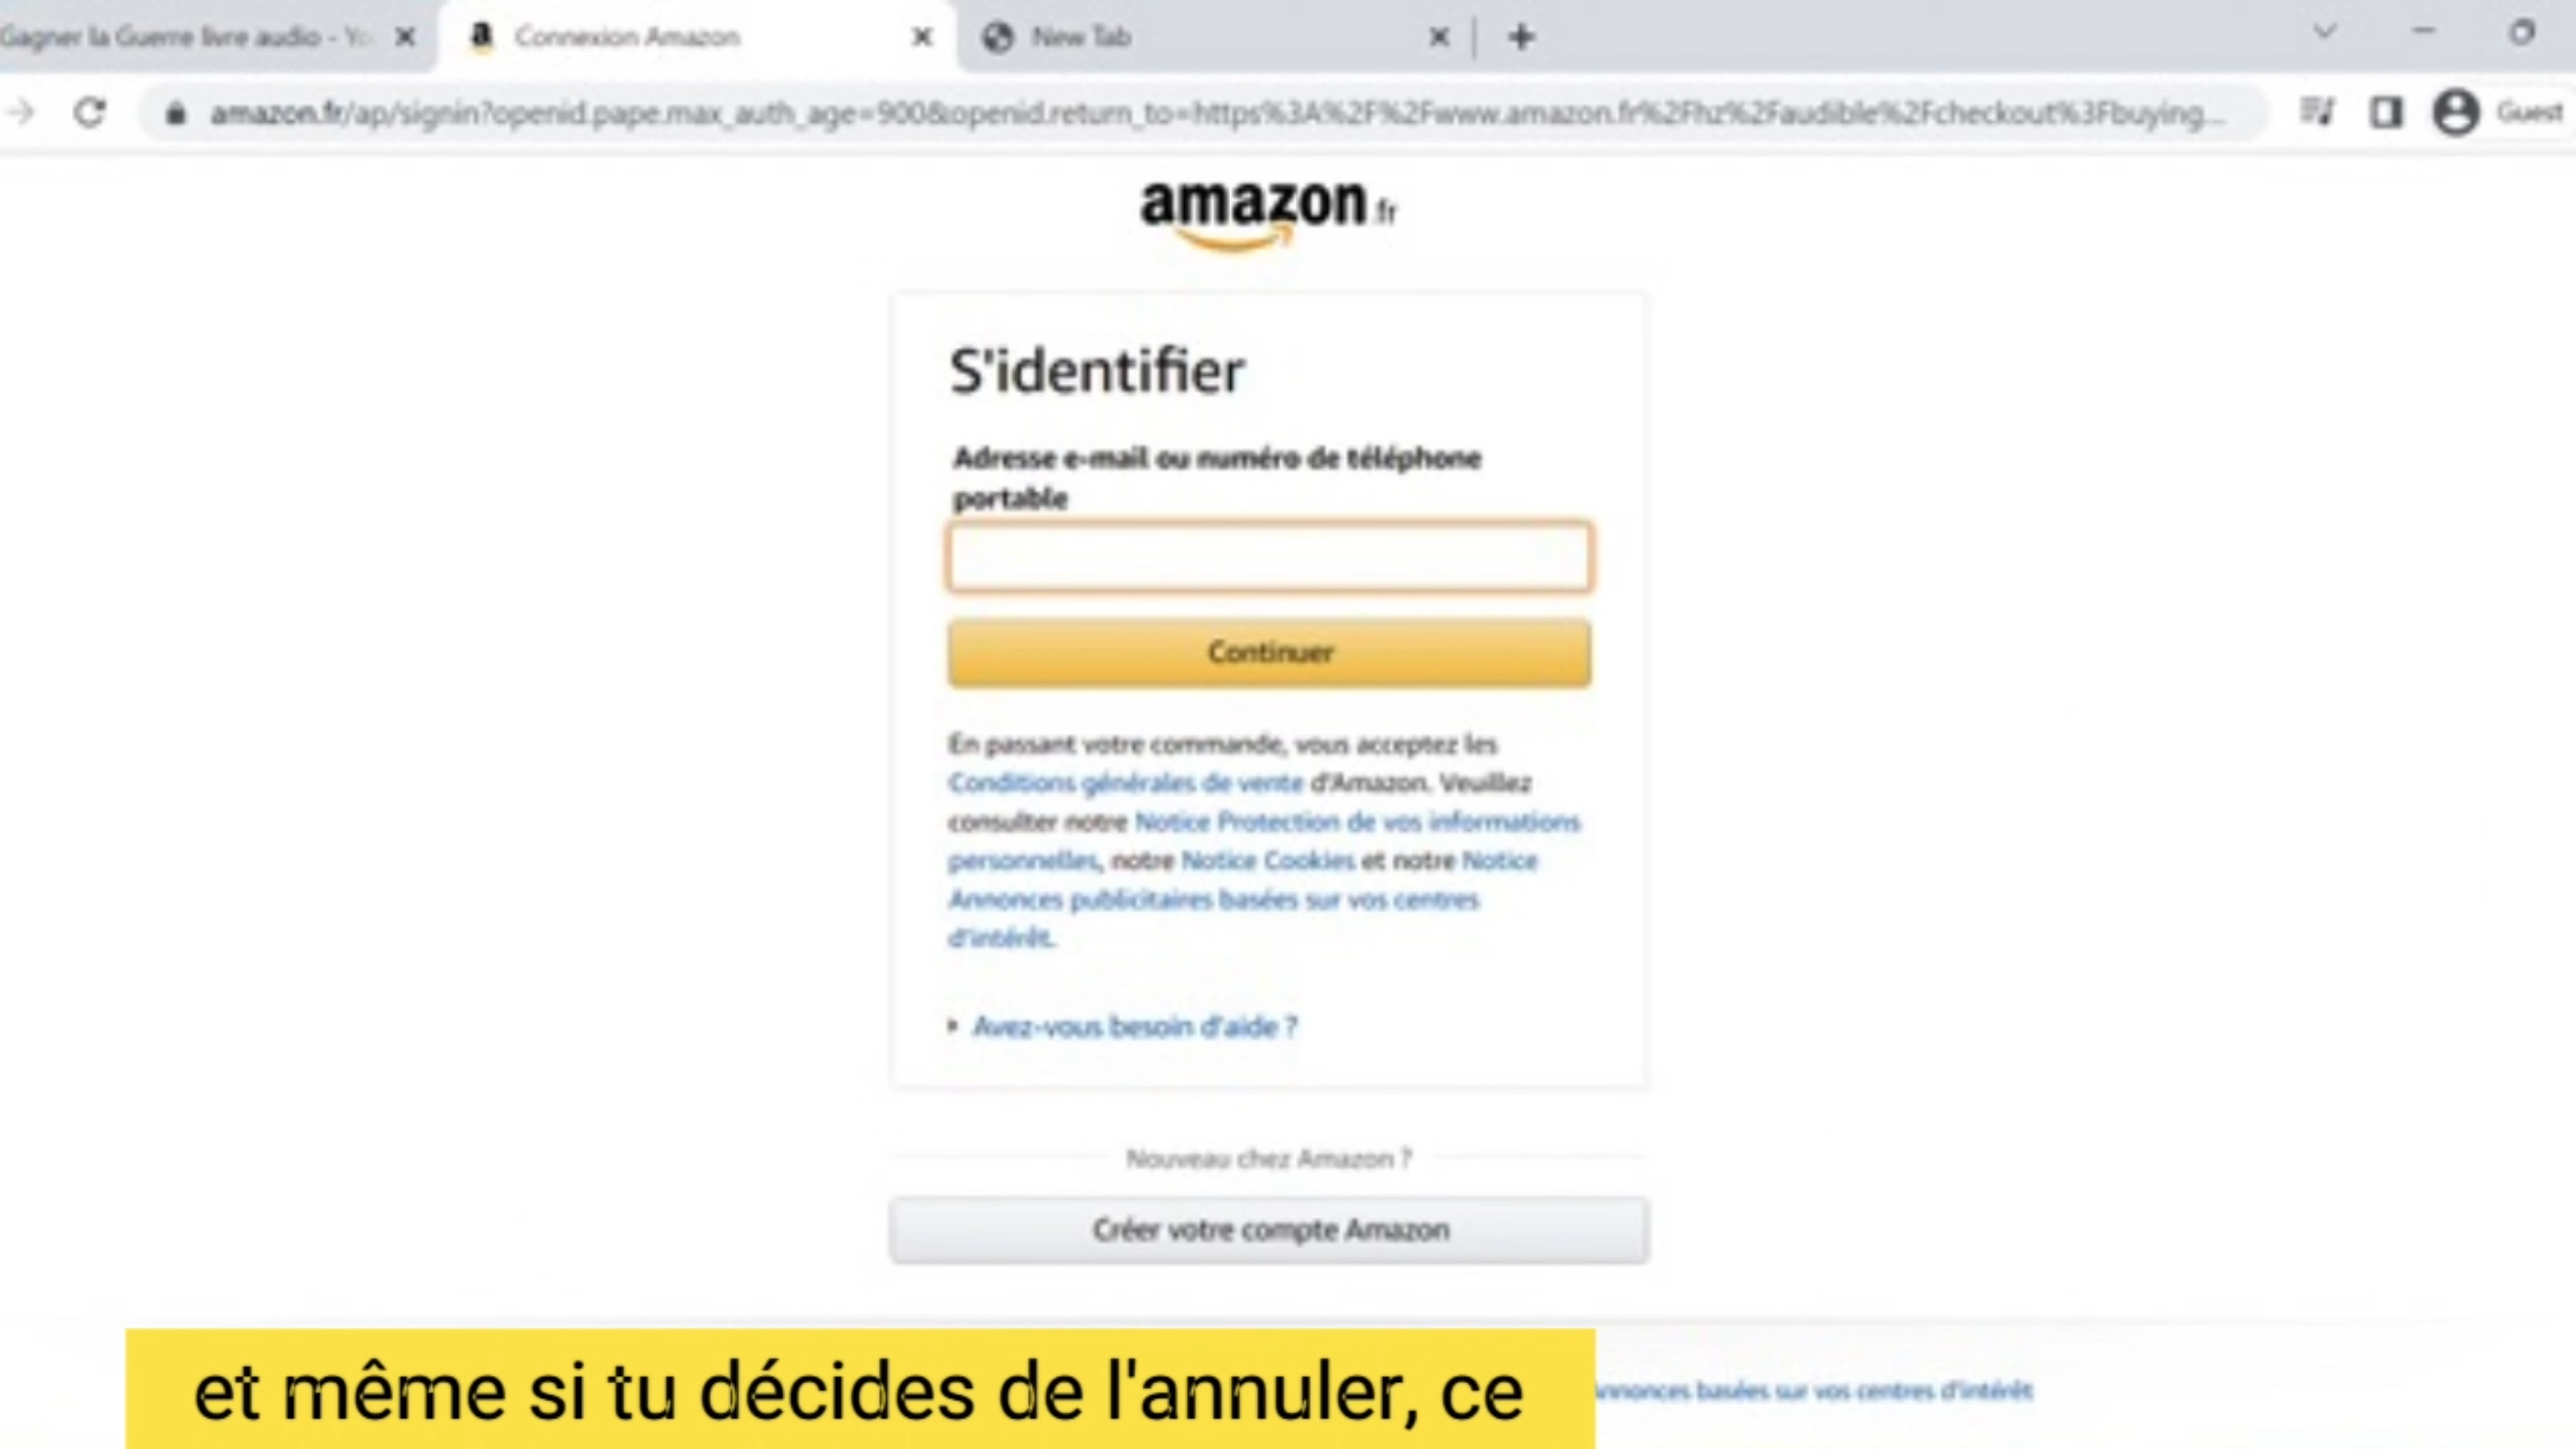 Gagner la Guerre livre audio - Yo
Connexion Amazon
New Tab
amazon.fr/ap/signin?openid.pape.max_auth_age=900&openid.return_to=https%3A%2F%2Fwww.amazon.fr%2Fhz%2Faudible%2Fcheckout%3Fbuying...
Guest
amazon.fr
S'identifier
Adresse e-mail ou numéro de téléphone
portable
Continuer
En passant votre commande, vous acceptez les
Conditions générales de vente d'Amazon. Veuillez
consulter notre Notice Protection de vos informations
personnelles, notre Notice Cookies et notre Notice
Annonces publicitaires basées sur vos centres
d'intérêt.
Avez-vous besoin d'aide ?
Nouveau chez Amazon ?
Créer votre compte Amazon
et même si tu décides de l'annuler, ce
nnonces basées sur vos centres d'intérêt